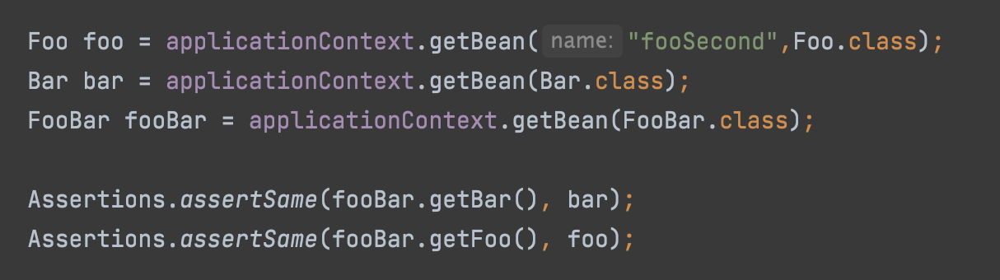 Foo foo = applicationContext.getBean( name: "fooSecond",Foo.class);
Bar bar = applicationContext.getBean(Bar.class);
FooBar fooBar = applicationContext.getBean(FooBar.class);
Assertions.assertSame(fooBar.getBar(), bar);
Assertions.assertSame(fooBar.getFoo(), foo);